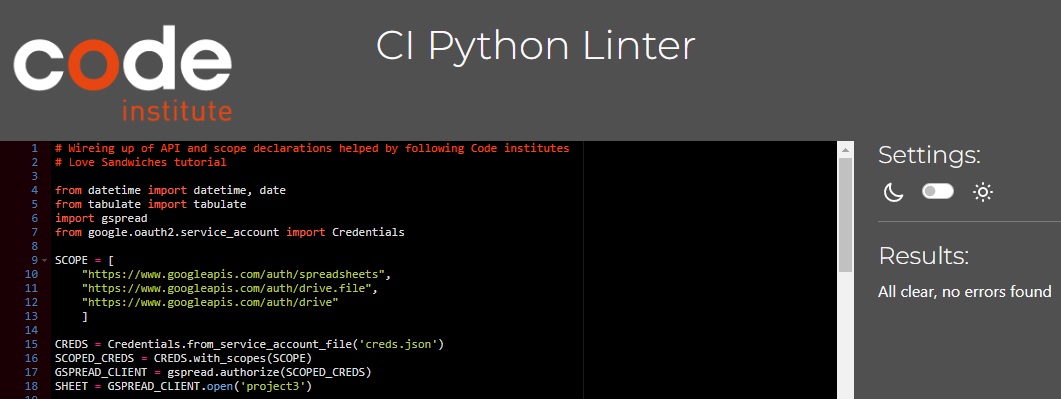 code
institute
CI Python Linter
1 # Wireing up of API and scope declarations helped by following Code institutes
2 # Love Sandwiches tutorial
3
4 from datetime import datetime, date
5 from tabulate import tabulate
6 import gspread
7 from google.oauth2.service_account import Credentials
8
9 SCOPE = [
10     "https://www.googleapis.com/auth/spreadsheets",
11     "https://www.googleapis.com/auth/drive.file",
12     "https://www.googleapis.com/auth/drive"
13     ]
14
15 CREDS = Credentials.from_service_account_file('creds.json')
16 SCOPED_CREDS = CREDS.with_scopes(SCOPE)
17 GSPREAD_CLIENT = gspread.authorize(SCOPED_CREDS)
18 SHEET = GSPREAD_CLIENT.open('project3')
Settings:
Results:
All clear, no errors found